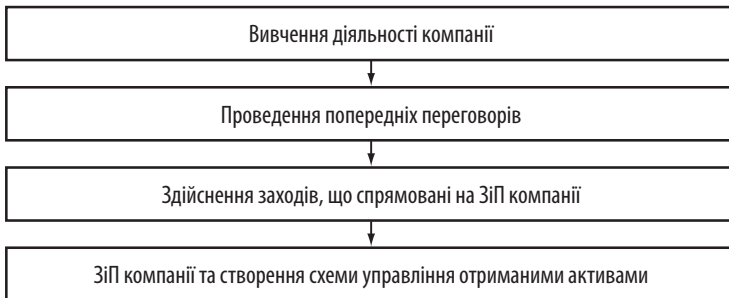 Вивчення діяльності компанії
Проведення попередніх переговорів
Здійснення заходів, що спрямовані на ЗіП компанії
ЗіП компанії та створення схеми управління отриманими активами